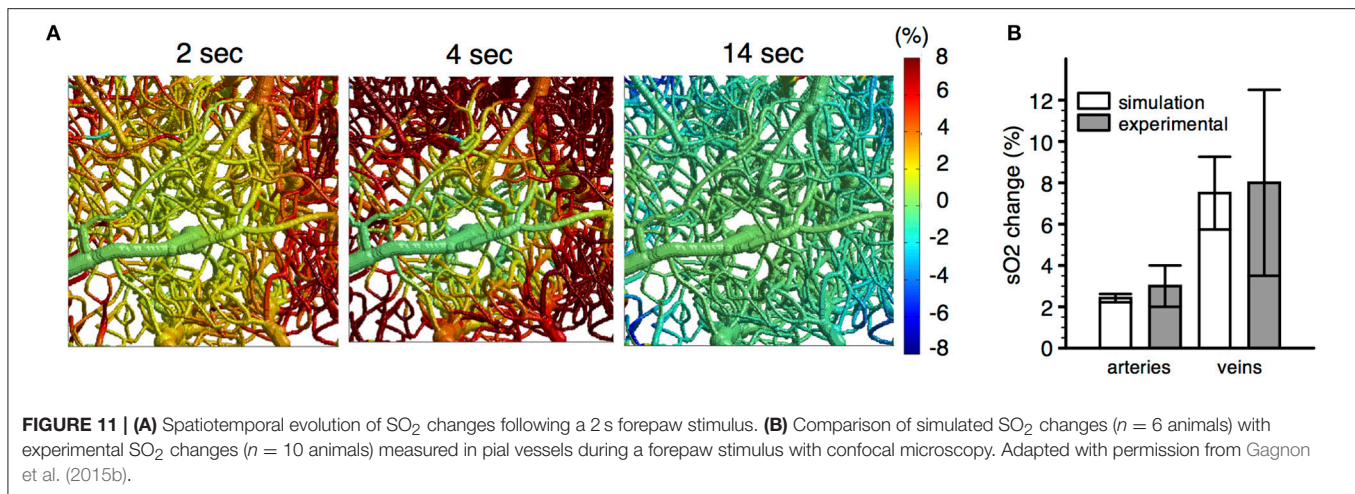 A
2 sec
4 sec
14 sec
(%)
8
6
4
2
0
-2
-4
-6
-8
B
sO2 change (%)
12
10
8
6
4
2
0
simulation
experimental
arteries
veins
FIGURE 11 | (A) Spatiotemporal evolution of SO₂ changes following a 2 s forepaw stimulus. (B) Comparison of simulated SO₂ changes (n = 6 animals) with
experimental SO₂ changes (n = 10 animals) measured in pial vessels during a forepaw stimulus with confocal microscopy. Adapted with permission from Gagnon
et al. (2015b).